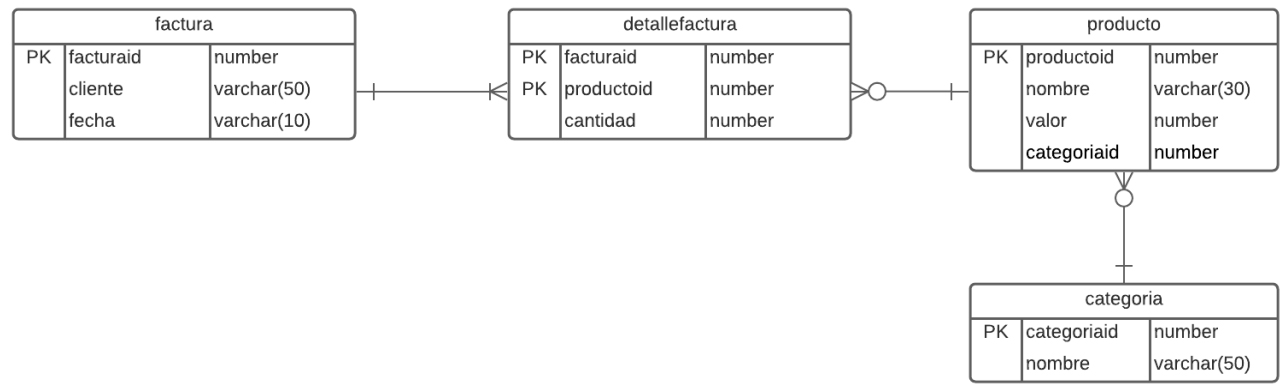 factura
PK facturaid number
cliente varchar(50)
fecha varchar(10)
detallefactura
PK facturaid number
PK productoid number
cantidad number
producto
PK productoid number
nombre varchar(30)
valor number
categoriaid number
categoria
PK categoriaid number
nombre varchar(50)